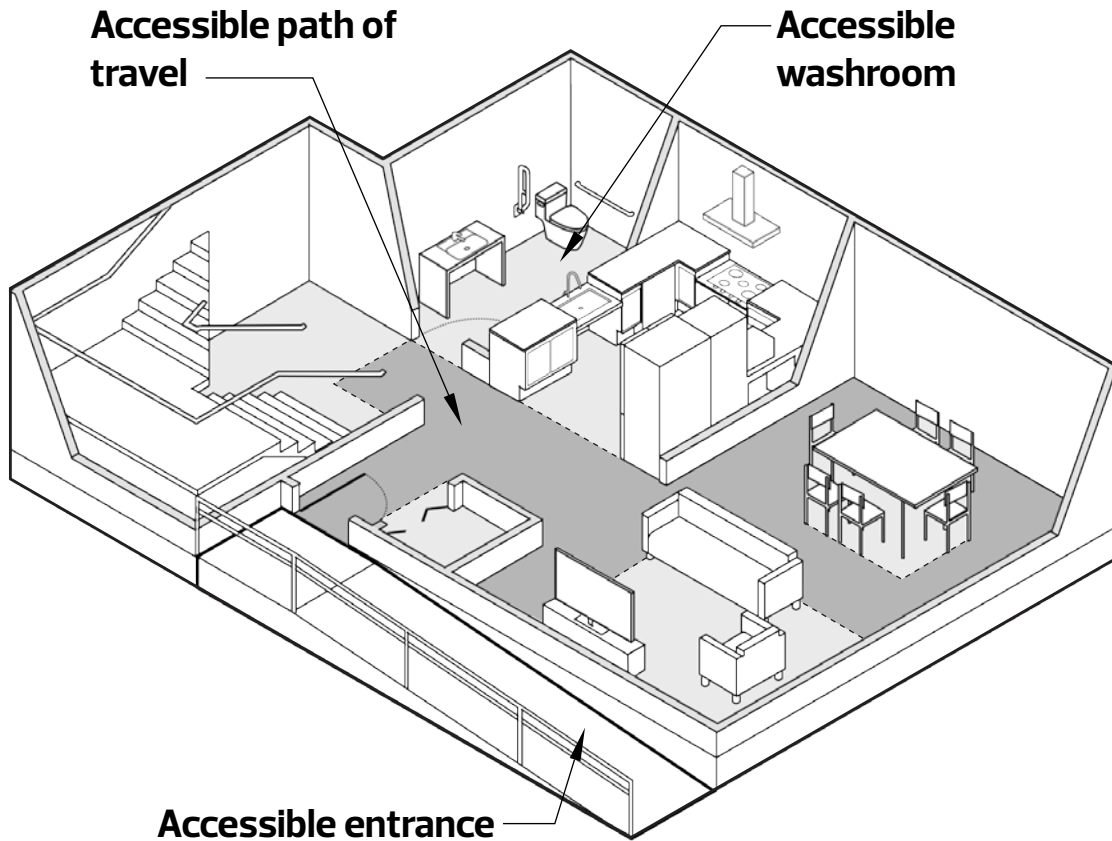 Accessible path of
travel
Accessible
washroom
Accessible entrance